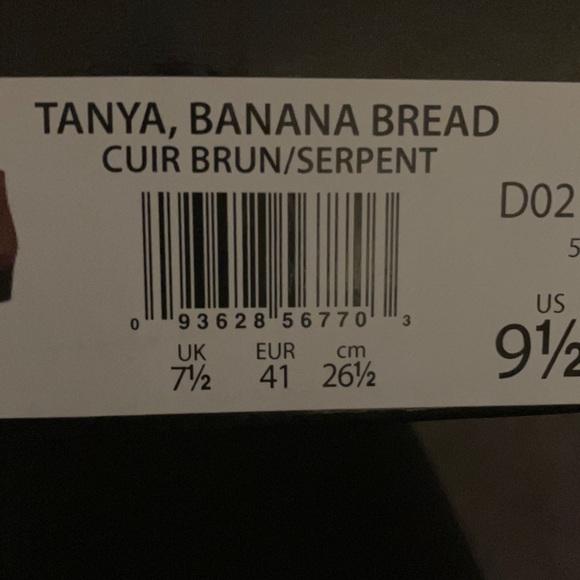 TANYA, BANANA BREAD
CUIR BRUN/SERPENT
D02
5
0 93628 56770 3
US
9½
UK EUR cm
7½ 41 26½